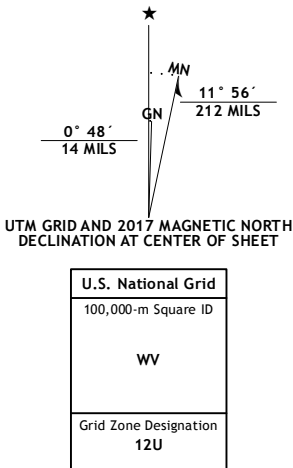 ★
MN
GN
11° 56´
212 MILS
0° 48´
14 MILS
UTM GRID AND 2017 MAGNETIC NORTH
DECLINATION AT CENTER OF SHEET
U.S. National Grid
100,000-m Square ID
WV
Grid Zone Designation
12U